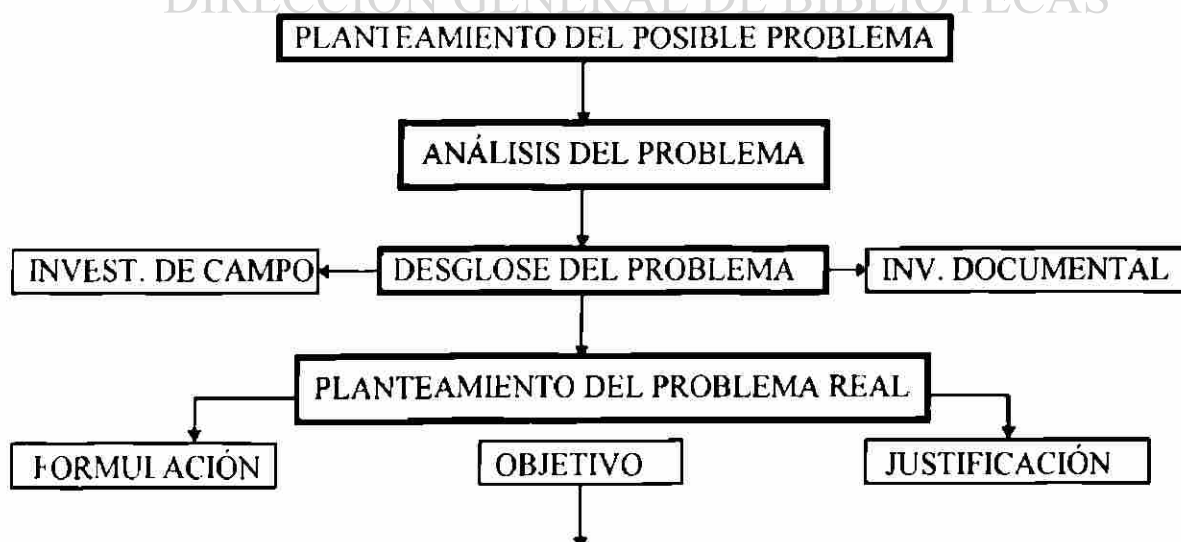 DIRECCIÓN GENERAL DE BIBLIOTECAS
PLANTEAMIENTO DEL POSIBLE PROBLEMA
ANÁLISIS DEL PROBLEMA
INVEST. DE CAMPO
DESGLOSE DEL PROBLEMA
INV. DOCUMENTAL
PLANTEAMIENTO DEL PROBLEMA REAL
FORMULACIÓN
OBJETIVO
JUSTIFICACIÓN